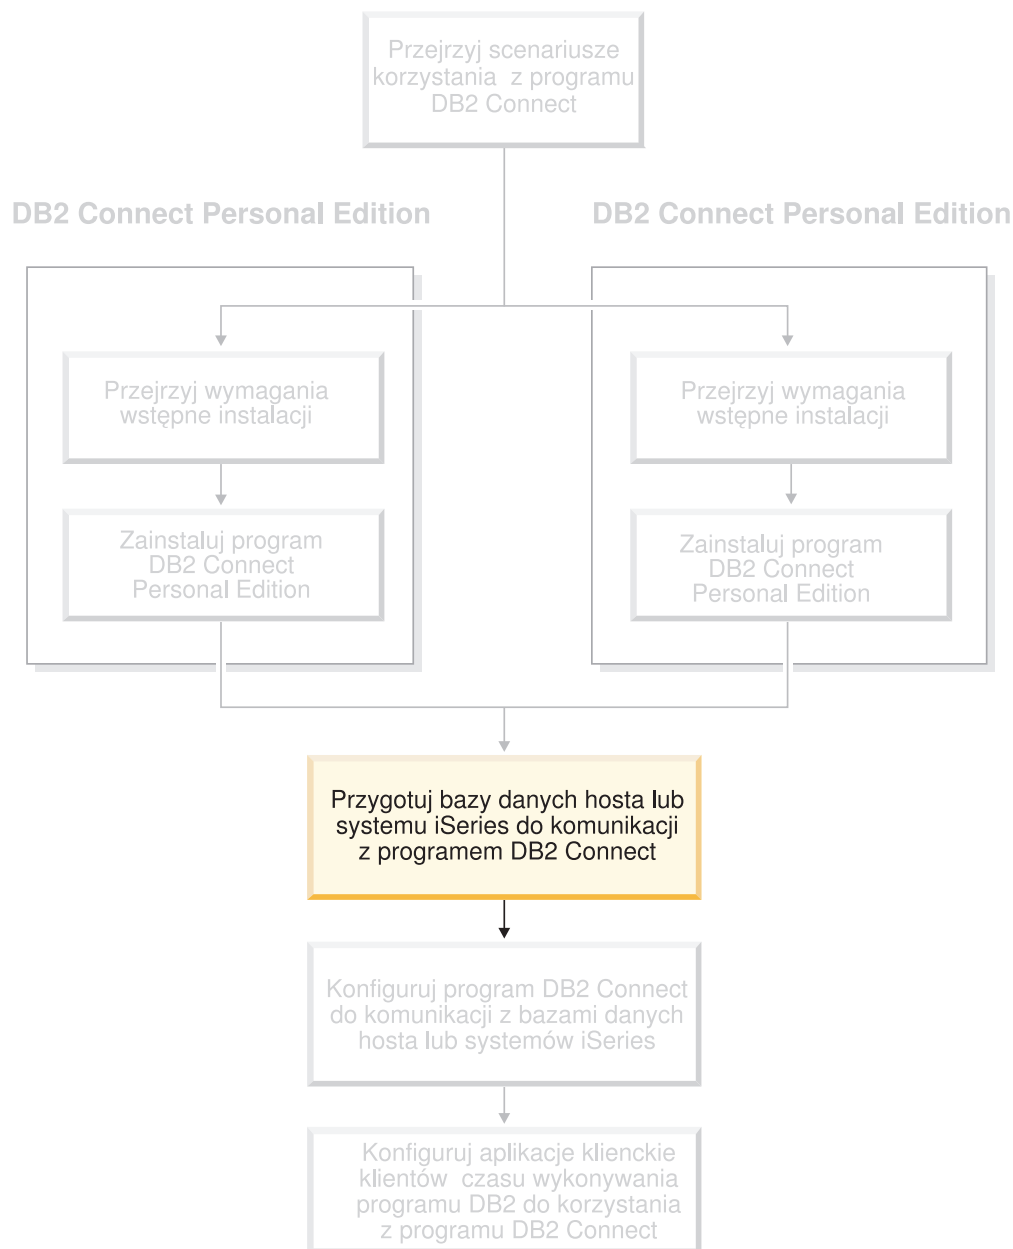 Przejrzyj scenariusze
korzystania z programu
DB2 Connect
DB2 Connect Personal Edition
DB2 Connect Personal Edition
Przejrzyj wymagania
wstępne instalacji
Przejrzyj wymagania
wstępne instalacji
Zainstaluj program
DB2 Connect
Personal Edition
Zainstaluj program
DB2 Connect
Personal Edition
Przygotuj bazy danych hosta lub
systemu iSeries do komunikacji
z programem DB2 Connect
Konfiguruj program DB2 Connect
do komunikacji z bazami danych
hosta lub systemów iSeries
Konfiguruj aplikacje klienckie
klientów czasu wykonywania
programu DB2 do korzystania
z programu DB2 Connect